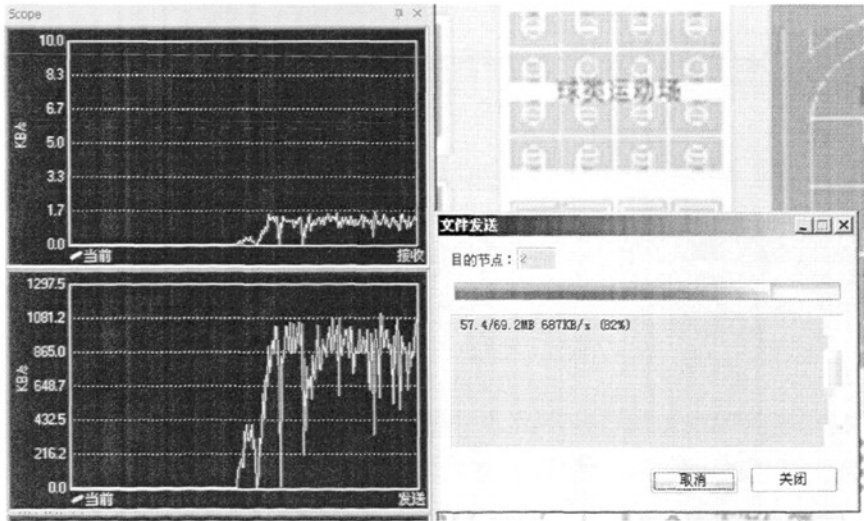 Scope
10.0
8.3
6.7
5.0
3.3
1.7
0.0
KB/s
当前
接收
1297.5
1081.2
865.0
648.7
432.5
216.2
0.0
KB/s
当前
发送
球类运动场
文件发送
目的节点：2
57.4/69.2MB 687KB/s (82%)
取消
关闭